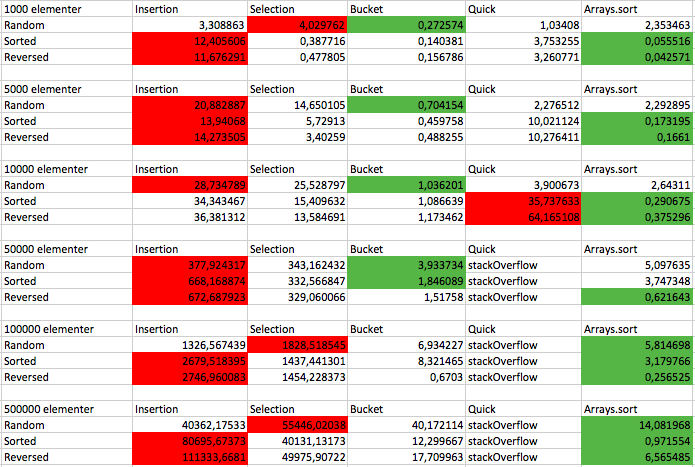 1000 elementer Insertion Selection Bucket Quick Arrays.sort
Random 3,308863 4,029762 0,272574 1,03408 2,353463
Sorted 12,405606 0,387716 0,140381 3,753255 0,055516
Reversed 11,676291 0,477805 0,156786 3,260771 0,042571
5000 elementer Insertion Selection Bucket Quick Arrays.sort
Random 20,882887 14,650105 0,704154 2,276512 2,292895
Sorted 13,94068 5,72913 0,459758 10,021124 0,173195
Reversed 14,273505 3,40259 0,488255 10,276411 0,1661
10000 elementer Insertion Selection Bucket Quick Arrays.sort
Random 28,734789 25,528797 1,036201 3,900673 2,64311
Sorted 34,343467 15,409632 1,086639 35,737633 0,290675
Reversed 36,381312 13,584691 1,173462 64,165108 0,375296
50000 elementer Insertion Selection Bucket Quick Arrays.sort
Random 377,924317 343,162432 3,933734 stackOverflow 5,097635
Sorted 668,168874 332,566847 1,846089 stackOverflow 3,747348
Reversed 672,687923 329,060066 1,51758 stackOverflow 0,621643
100000 elementer Insertion Selection Bucket Quick Arrays.sort
Random 1326,567439 1828,518545 6,934227 stackOverflow 5,814698
Sorted 2679,518395 1437,441301 8,321465 stackOverflow 3,179766
Reversed 2746,960083 1454,228373 0,6703 stackOverflow 0,256525
500000 elementer Insertion Selection Bucket Quick Arrays.sort
Random 40362,17533 55446,02038 40,172114 stackOverflow 14,081968
Sorted 80695,67373 40131,13173 12,299667 stackOverflow 0,971554
Reversed 111333,6681 49975,90722 17,709963 stackOverflow 6,565485